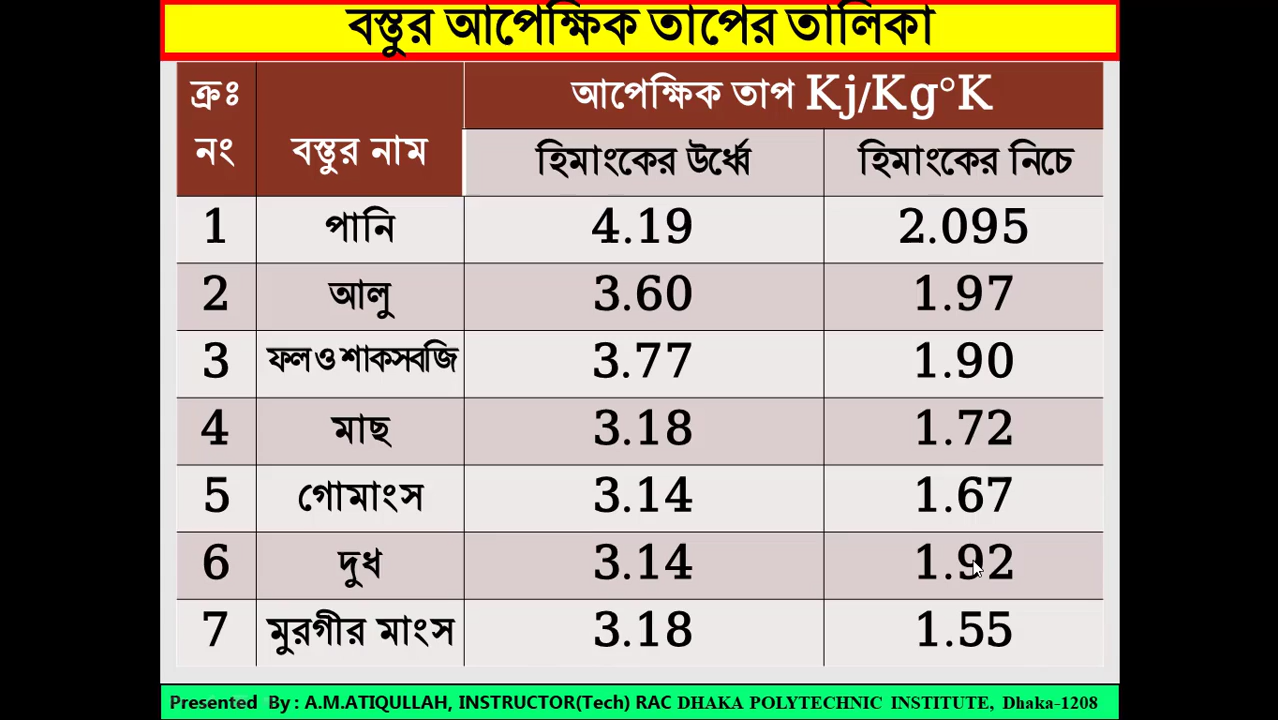 বস্তুর আপেক্ষিক তাপের তালিকা
ক্রঃ নং বস্তুর নাম আপেক্ষিক তাপ Kj/Kg°K
হিমাংকের উর্ধ্বে হিমাংকের নিচে
1 পানি 4.19 2.095
2 আলু 3.60 1.97
3 ফল ও শাকসবজি 3.77 1.90
4 মাছ 3.18 1.72
5 গোমাংস 3.14 1.67
6 দুধ 3.14 1.92
7 মুরগীর মাংস 3.18 1.55
Presented By : A.M.ATIQULLAH, INSTRUCTOR(Tech) RAC DHAKA POLYTECHNIC INSTITUTE, Dhaka-1208